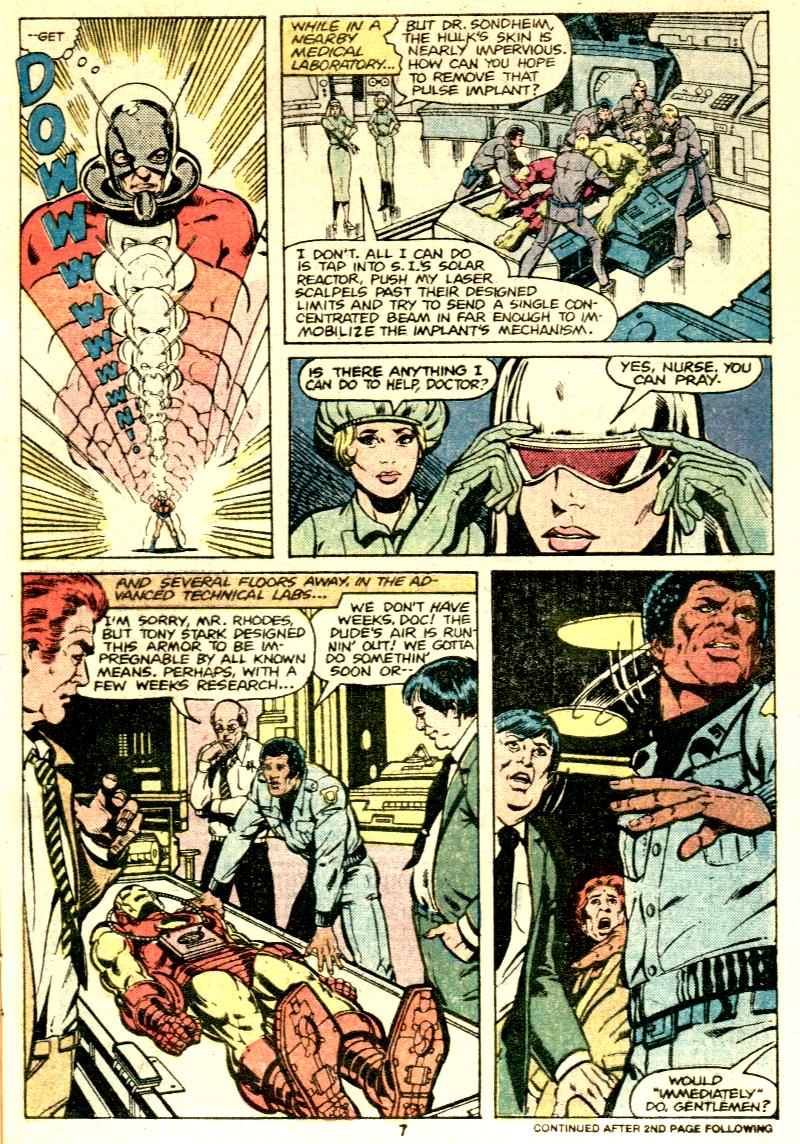 --GET
DOWWWWWWWWN!
WHILE IN A
NEARBY
MEDICAL
LABORATORY...
BUT DR. SONDHEIM,
THE HULK'S SKIN IS
NEARLY IMPERVIOUS.
HOW CAN YOU HOPE
TO REMOVE THAT
PULSE IMPLANT?
I DON'T. ALL I CAN DO
IS TAP INTO S.I.'S SOLAR
REACTOR, PUSH MY LASER
SCALPELS PAST THEIR DESIGNED
LIMITS AND TRY TO SEND A SINGLE CON-
CENTRATED BEAM IN FAR ENOUGH TO IM-
MOBILIZE THE IMPLANT'S MECHANISM.
IS THERE ANYTHING I
CAN DO TO HELP, DOCTOR?
YES, NURSE. YOU
CAN PRAY.
AND SEVERAL FLOORS AWAY, IN THE AD-
VANCED TECHNICAL LABS...
I'M SORRY, MR. RHODES,
BUT TONY STARK DESIGNED
THIS ARMOR TO BE IM-
PREGNABLE BY ALL KNOWN
MEANS. PERHAPS, WITH A
FEW WEEKS RESEARCH...
WE DON'T HAVE
WEEKS, DOC! THE
DUDE'S AIR IS RUN-
NIN' OUT! WE GOTTA
DO SOMETHIN'
SOON OR--
WOULD
"IMMEDIATELY"
DO, GENTLEMEN?
7
CONTINUED AFTER 2ND PAGE FOLLOWING